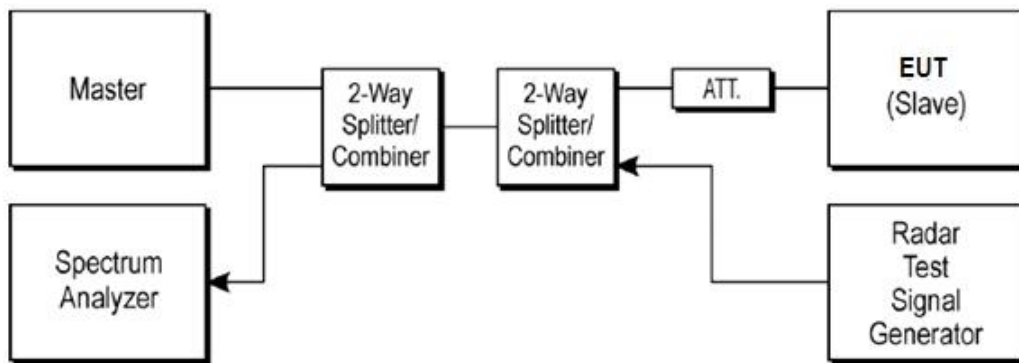 Master
2-Way
Splitter/
Combiner
2-Way
Splitter/
Combiner
ATT.
EUT
(Slave)
Spectrum
Analyzer
Radar
Test
Signal
Generator